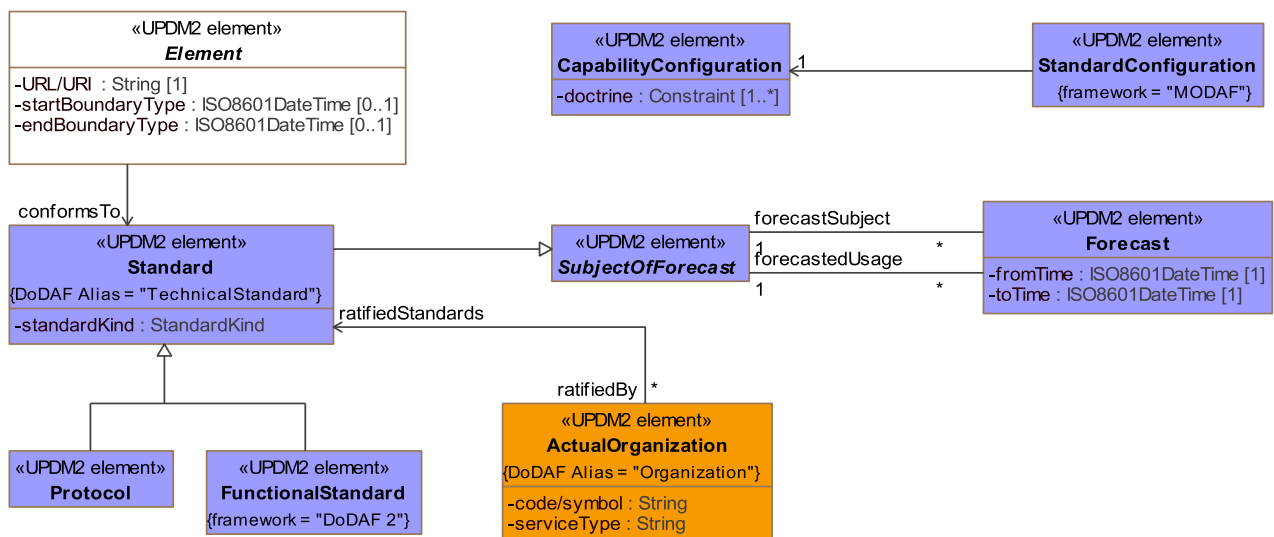 «UPDM2 element»
Element
-URL/URI : String [1]
-startBoundaryType : ISO8601DateTime [0..1]
-endBoundaryType : ISO8601DateTime [0..1]
«UPDM2 element»
CapabilityConfiguration
-doctrine : Constraint [1..*]
1
«UPDM2 element»
StandardConfiguration
{framework = "MODAF"}
conformsTo
«UPDM2 element»
Standard
{DoDAF Alias = "TechnicalStandard"}
-standardKind : StandardKind
«UPDM2 element»
SubjectOfForecast
forecastSubject
1
*
forecastedUsage
1
*
«UPDM2 element»
Forecast
-fromTime : ISO8601DateTime [1]
-toTime : ISO8601DateTime [1]
ratifiedStandards
ratifiedBy
*
«UPDM2 element»
ActualOrganization
{DoDAF Alias = "Organization"}
-code/symbol : String
-serviceType : String
«UPDM2 element»
Protocol
«UPDM2 element»
FunctionalStandard
{framework = "DoDAF 2"}